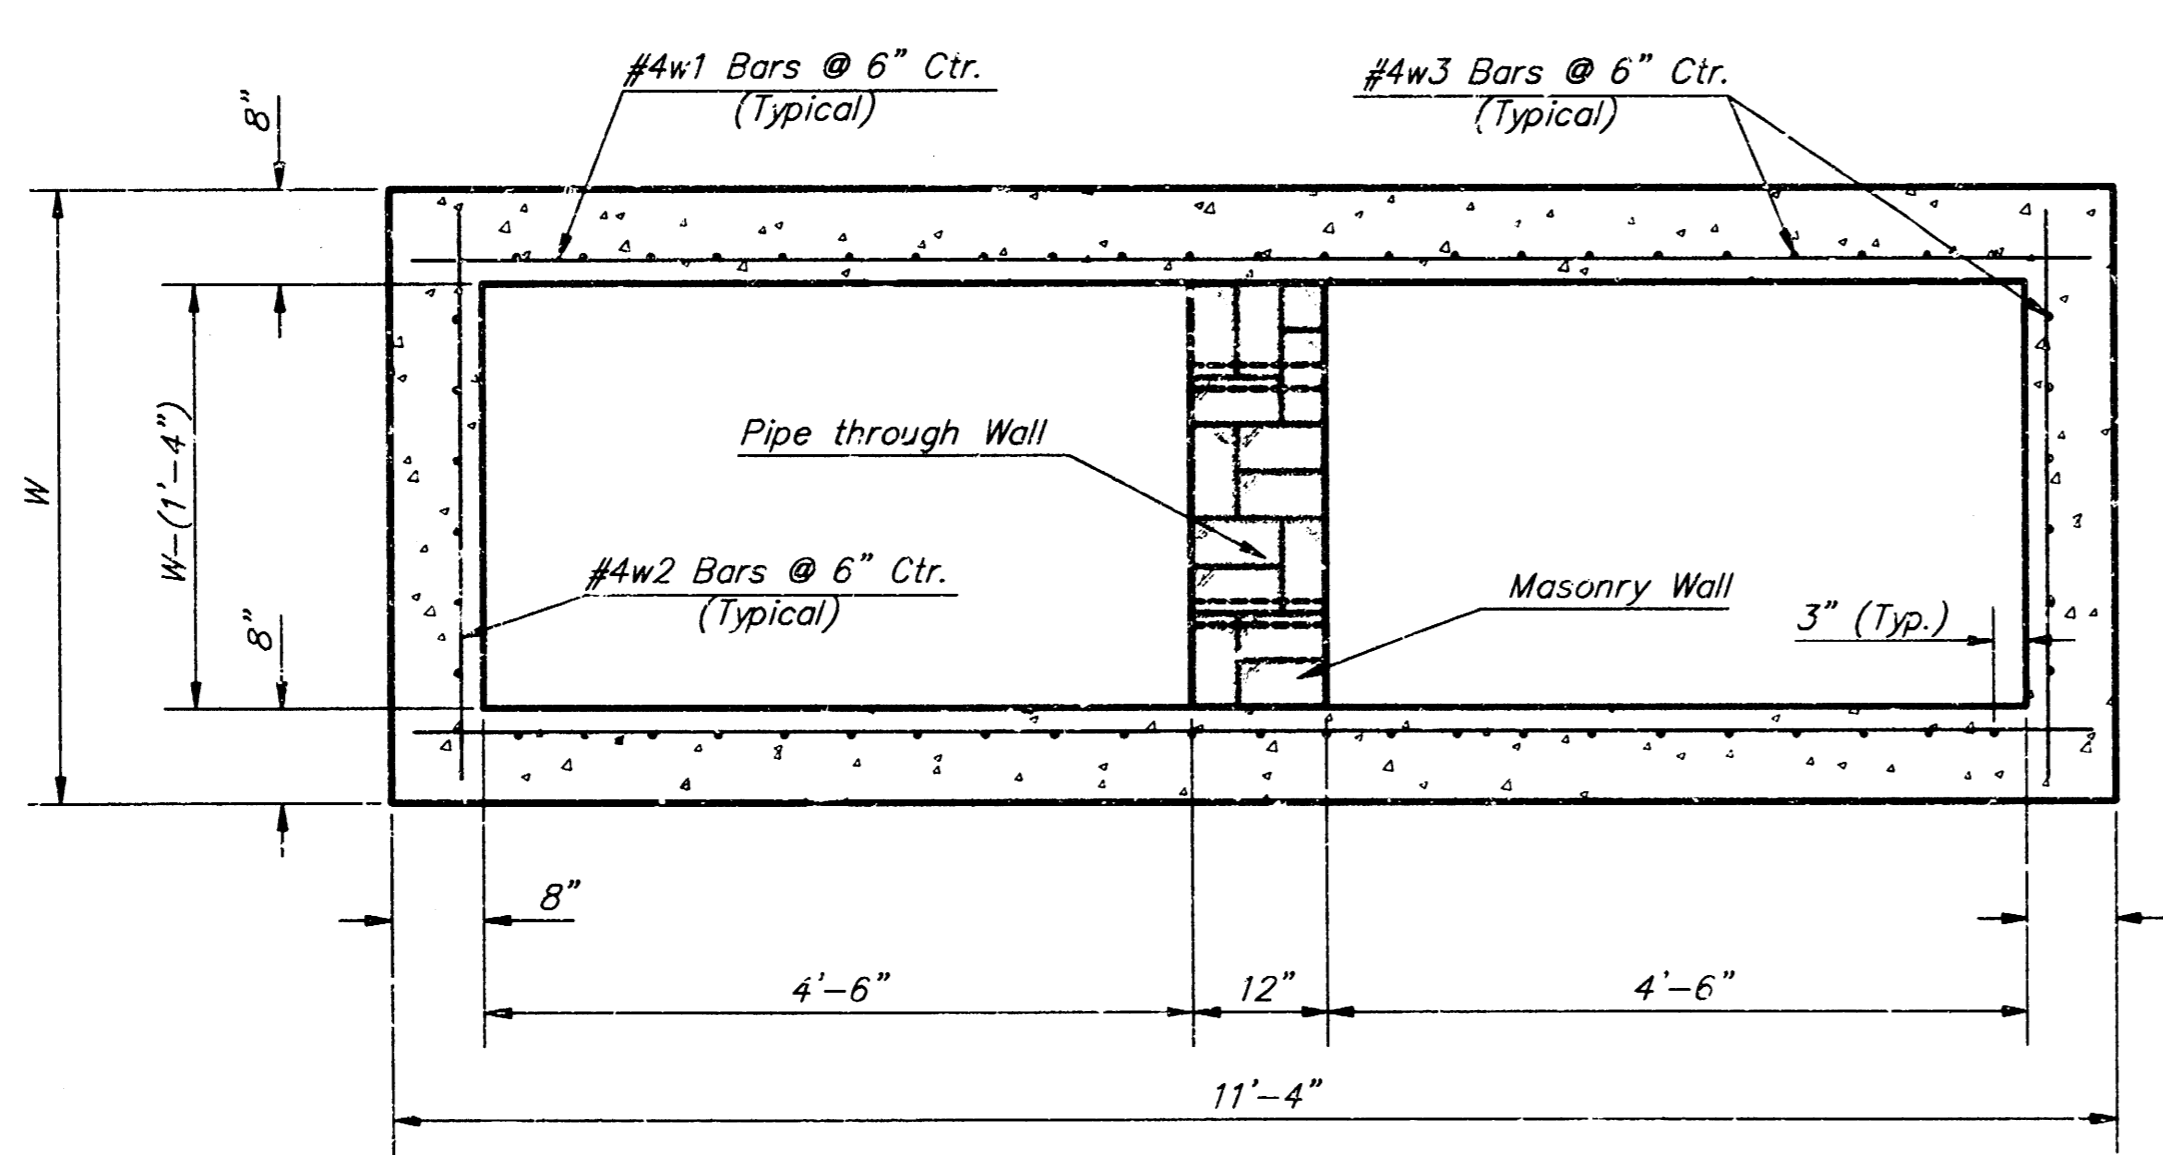 #4w1 Bars @ 6" Ctr.
(Typical)
#4w3 Bars @ 6" Ctr.
(Typical)
8"
W
W-(1'-4")
Pipe through Wall
#4w2 Bars @ 6" Ctr.
(Typical)
Masonry Wall
3" (Typ.)
8"
8"
4'-6"
12"
4'-6"
11'-4"